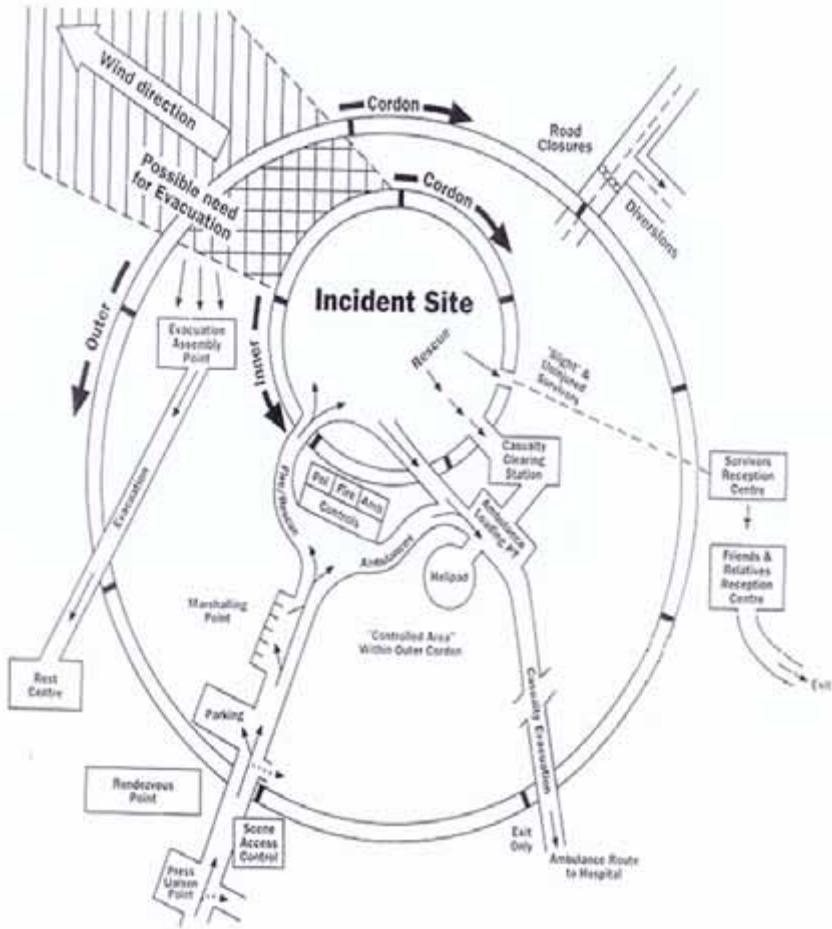 Wind direction
Cordon
Road
Closures
Possible need
for Evacuation
Cordon
Diversions
Outer
Evacuation
Assembly
Point
Inner
Incident Site
Rescue
"Slight" &
Uninjured
Survivors
Casualty
Clearing
Station
Survivors
Reception
Centre
Evacuation
Fire/Rescue
Pol
Fire
Amb
Controls
Ambulances
Ambulance
Loading PT
Helipad
Friends &
Relatives
Reception
Centre
Marshalling
Point
"Controlled Area"
Within Outer Cordon
Exit
Rest
Centre
Parking
Casualty Evacuation
Rendezvous
Point
Scene
Access
Control
Exit
Only
Ambulance Route
to Hospital
Press
Liaison
Point